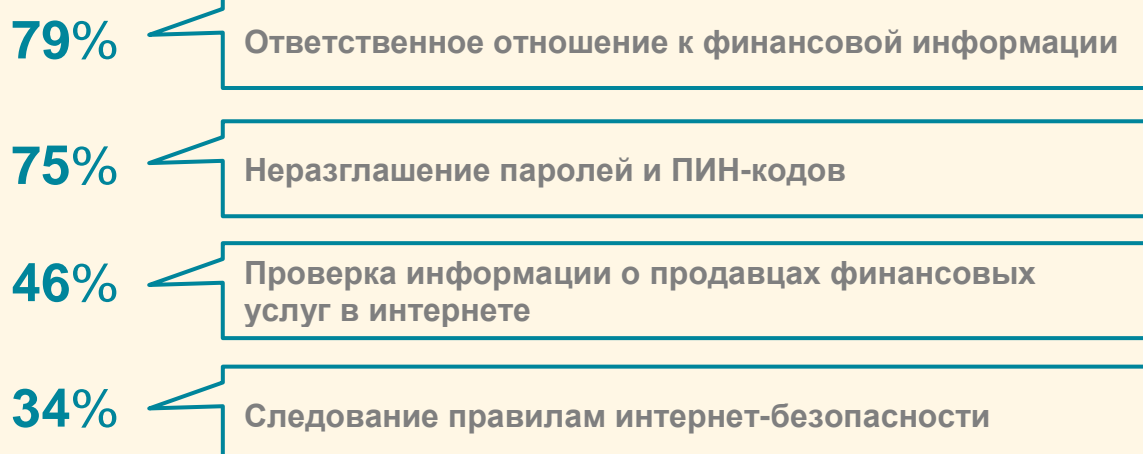 79% Ответственное отношение к финансовой информации
75% Неразглашение паролей и ПИН-кодов
46% Проверка информации о продавцах финансовых
услуг в интернете
34% Следование правилам интернет-безопасности